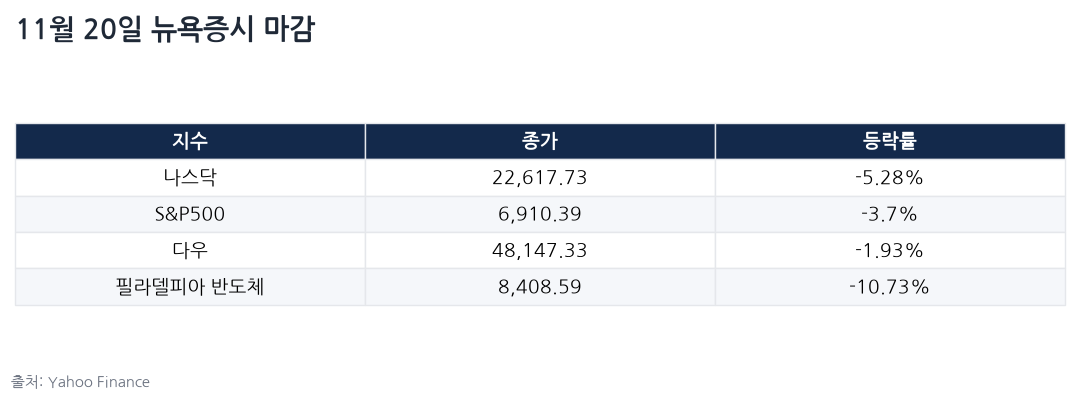 11월 20일 뉴욕증시 마감
지수 종가 등락률
나스닥 22,617.73 -5.28%
S&P500 6,910.39 -3.7%
다우 48,147.33 -1.93%
필라델피아 반도체 8,408.59 -10.73%
출처: Yahoo Finance